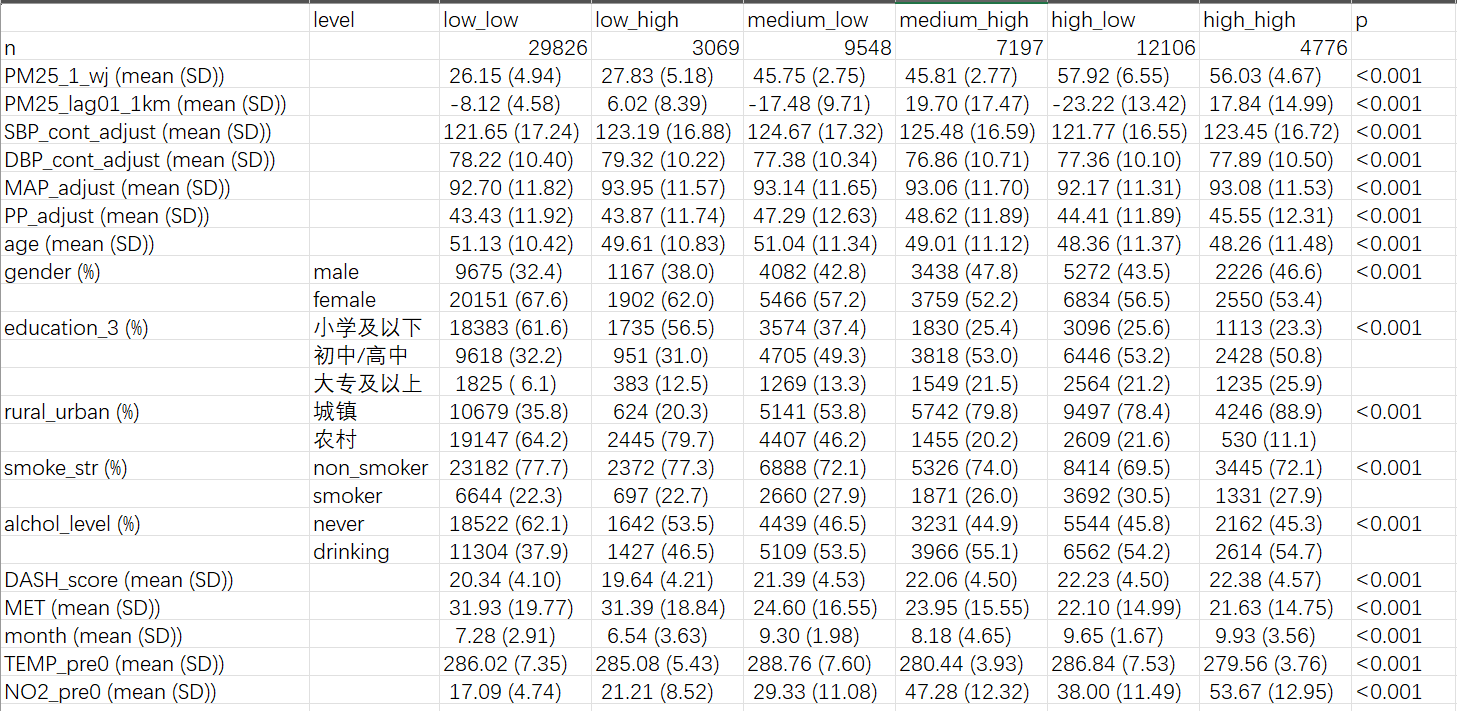 level low_low low_high medium_low medium_high high_low high_high p
n 29826 3069 9548 7197 12106 4776
PM25_1_wj (mean (SD)) 26.15 (4.94) 27.83 (5.18) 45.75 (2.75) 45.81 (2.77) 57.92 (6.55) 56.03 (4.67) <0.001
PM25_lag01_1km (mean (SD)) -8.12 (4.58) 6.02 (8.39) -17.48 (9.71) 19.70 (17.47) -23.22 (13.42) 17.84 (14.99) <0.001
SBP_cont_adjust (mean (SD)) 121.65 (17.24) 123.19 (16.88) 124.67 (17.32) 125.48 (16.59) 121.77 (16.55) 123.45 (16.72) <0.001
DBP_cont_adjust (mean (SD)) 78.22 (10.40) 79.32 (10.22) 77.38 (10.34) 76.86 (10.71) 77.36 (10.10) 77.89 (10.50) <0.001
MAP_adjust (mean (SD)) 92.70 (11.82) 93.95 (11.57) 93.14 (11.65) 93.06 (11.70) 92.17 (11.31) 93.08 (11.53) <0.001
PP_adjust (mean (SD)) 43.43 (11.92) 43.87 (11.74) 47.29 (12.63) 48.62 (11.89) 44.41 (11.89) 45.55 (12.31) <0.001
age (mean (SD)) 51.13 (10.42) 49.61 (10.83) 51.04 (11.34) 49.01 (11.12) 48.36 (11.37) 48.26 (11.48) <0.001
gender (%) male 9675 (32.4) 1167 (38.0) 4082 (42.8) 3438 (47.8) 5272 (43.5) 2226 (46.6) <0.001
female 20151 (67.6) 1902 (62.0) 5466 (57.2) 3759 (52.2) 6834 (56.5) 2550 (53.4)
education_3 (%) 小学及以下 18383 (61.6) 1735 (56.5) 3574 (37.4) 1830 (25.4) 3096 (25.6) 1113 (23.3) <0.001
初中/高中 9618 (32.2) 951 (31.0) 4705 (49.3) 3818 (53.0) 6446 (53.2) 2428 (50.8)
大专及以上 1825 ( 6.1) 383 (12.5) 1269 (13.3) 1549 (21.5) 2564 (21.2) 1235 (25.9)
rural_urban (%) 城镇 10679 (35.8) 624 (20.3) 5141 (53.8) 5742 (79.8) 9497 (78.4) 4246 (88.9) <0.001
农村 19147 (64.2) 2445 (79.7) 4407 (46.2) 1455 (20.2) 2609 (21.6) 530 (11.1)
smoke_str (%) non_smoker 23182 (77.7) 2372 (77.3) 6888 (72.1) 5326 (74.0) 8414 (69.5) 3445 (72.1) <0.001
smoker 6644 (22.3) 697 (22.7) 2660 (27.9) 1871 (26.0) 3692 (30.5) 1331 (27.9)
alchol_level (%) never 18522 (62.1) 1642 (53.5) 4439 (46.5) 3231 (44.9) 5544 (45.8) 2162 (45.3) <0.001
drinking 11304 (37.9) 1427 (46.5) 5109 (53.5) 3966 (55.1) 6562 (54.2) 2614 (54.7)
DASH_score (mean (SD)) 20.34 (4.10) 19.64 (4.21) 21.39 (4.53) 22.06 (4.50) 22.23 (4.50) 22.38 (4.57) <0.001
MET (mean (SD)) 31.93 (19.77) 31.39 (18.84) 24.60 (16.55) 23.95 (15.55) 22.10 (14.99) 21.63 (14.75) <0.001
month (mean (SD)) 7.28 (2.91) 6.54 (3.63) 9.30 (1.98) 8.18 (4.65) 9.65 (1.67) 9.93 (3.56) <0.001
TEMP_pre0 (mean (SD)) 286.02 (7.35) 285.08 (5.43) 288.76 (7.60) 280.44 (3.93) 286.84 (7.53) 279.56 (3.76) <0.001
NO2_pre0 (mean (SD)) 17.09 (4.74) 21.21 (8.52) 29.33 (11.08) 47.28 (12.32) 38.00 (11.49) 53.67 (12.95) <0.001